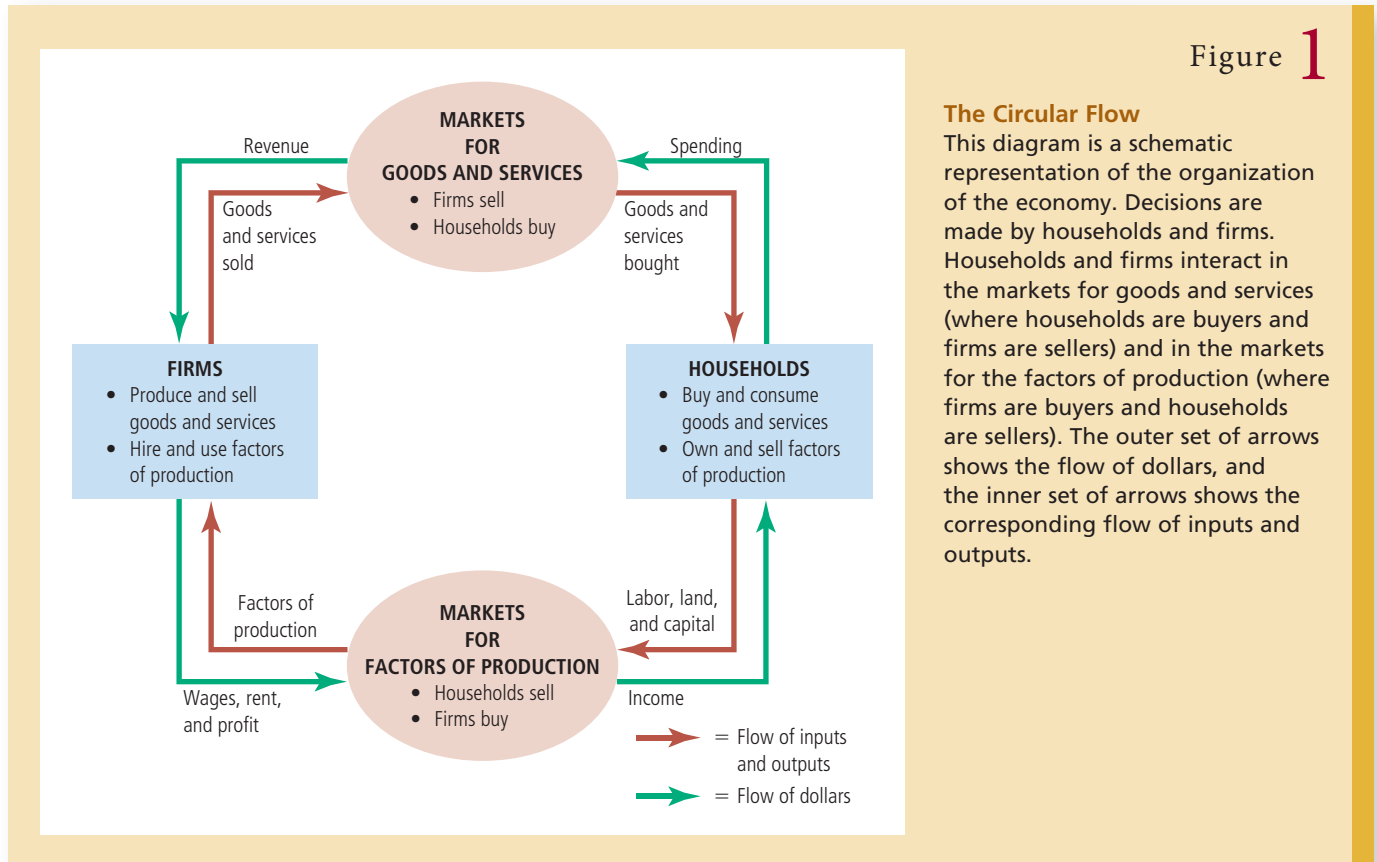 Figure 1
The Circular Flow
This diagram is a schematic
representation of the organization
of the economy. Decisions are
made by households and firms.
Households and firms interact in
the markets for goods and services
(where households are buyers and
firms are sellers) and in the markets
for the factors of production (where
firms are buyers and households
are sellers). The outer set of arrows
shows the flow of dollars, and
the inner set of arrows shows the
corresponding flow of inputs and
outputs.
MARKETS
FOR
GOODS AND SERVICES
• Firms sell
• Households buy
Revenue
Spending
Goods
and services
sold
Goods and
services
bought
FIRMS
• Produce and sell
goods and services
• Hire and use factors
of production
HOUSEHOLDS
• Buy and consume
goods and services
• Own and sell factors
of production
Factors of
production
Labor, land,
and capital
MARKETS
FOR
FACTORS OF PRODUCTION
• Households sell
• Firms buy
Wages, rent,
and profit
Income
= Flow of inputs
and outputs
= Flow of dollars